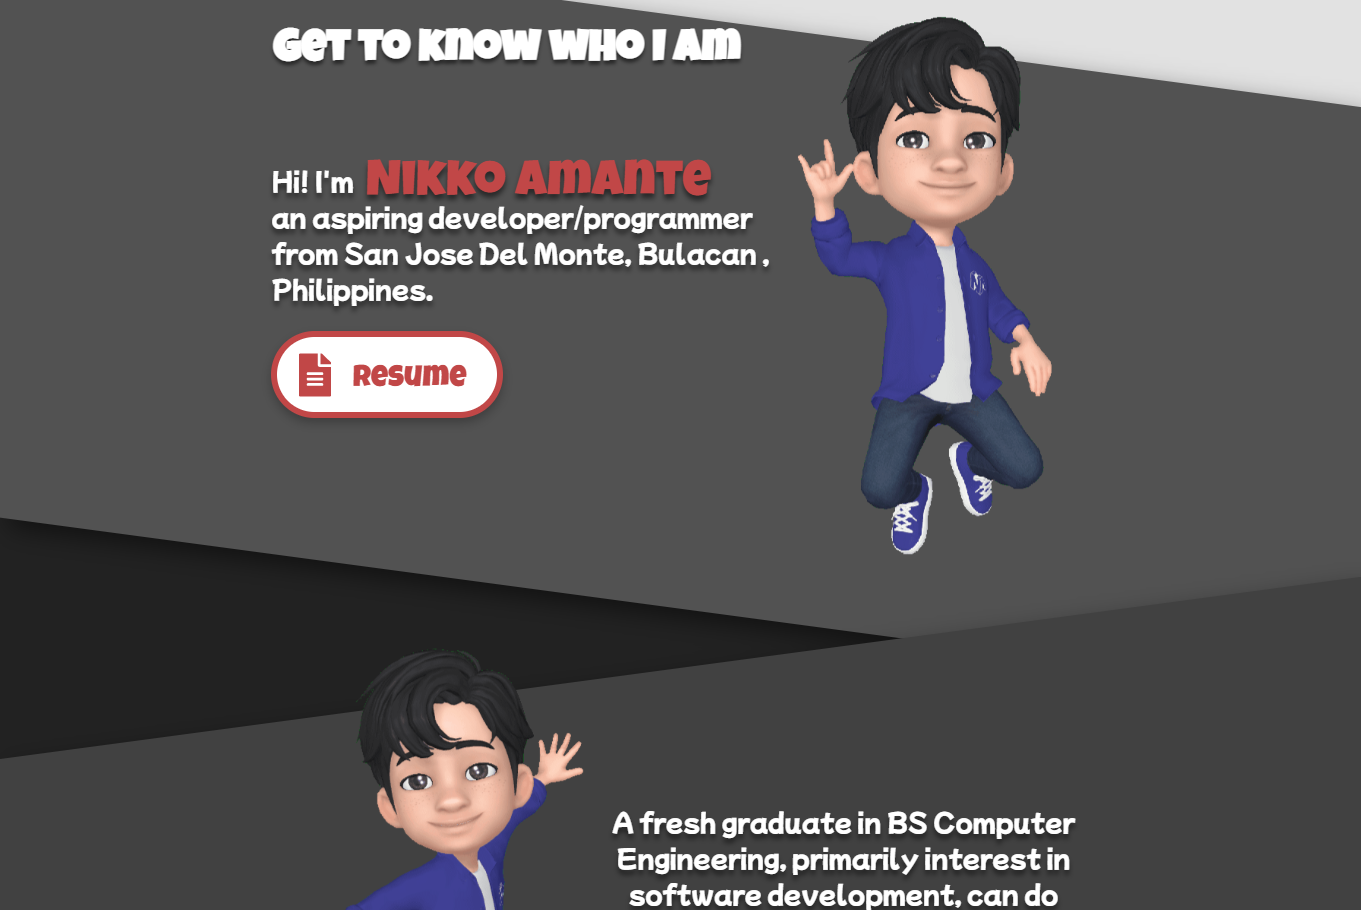 Get to know who I am
Hi! I'm Nikko Amante
an aspiring developer/programmer
from San Jose Del Monte, Bulacan ,
Philippines.
Resume
A fresh graduate in BS Computer
Engineering, primarily interest in
software development, can do